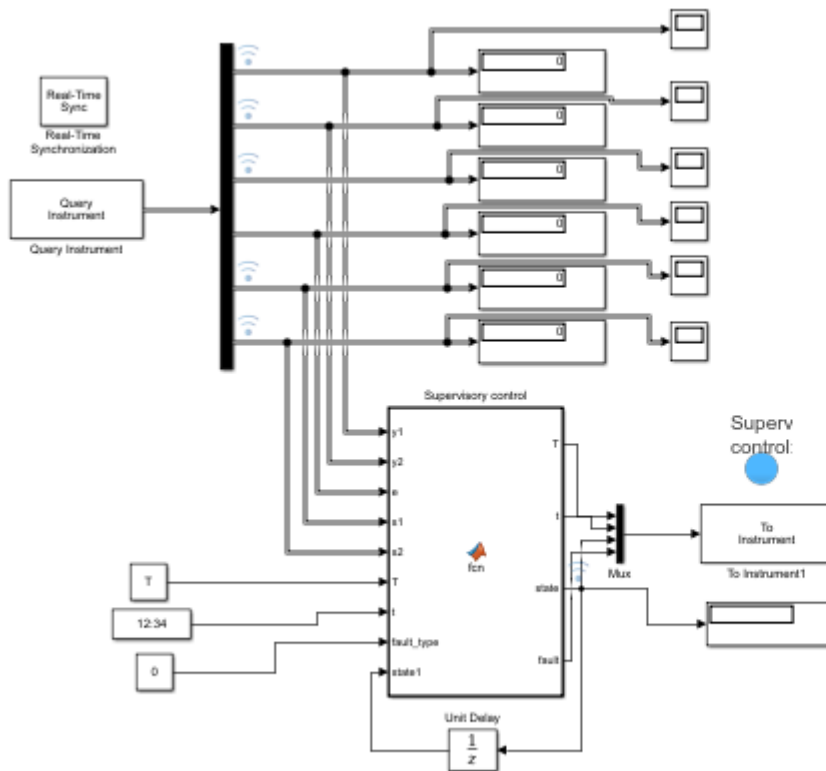 0
Real-Time
Sync
0
Real-Time
Synchronization
0
Query
Instrument
0
Query Instrument
0
0
Supervisory control
Superv
control:
y1
T
y2
e
t
s1
To
Instrument
s2
fcn
Mux
To Instrument1
T
T
state
12:34
t
fault_type
fault
0
state1
Unit Delay
1
z